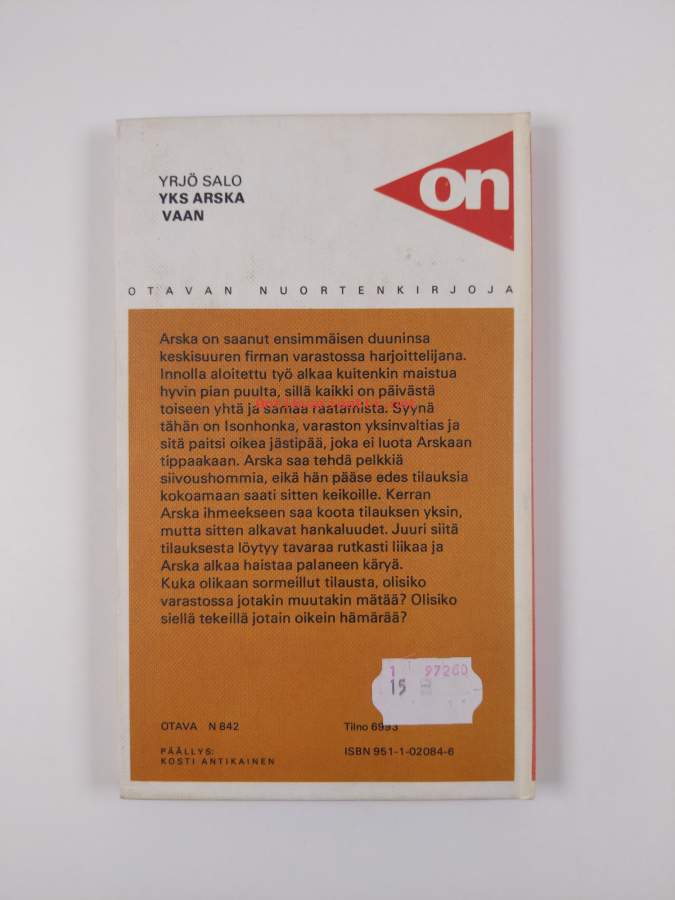 YRJÖ SALO
YKS ARSKA
VAAN
on
OTAVAN NUORTENKIRJOJA
Arska on saanut ensimmäisen duuninsa
keskisuuren firman varastossa harjoittelijana.
Innolla aloitettu työ alkaa kuitenkin maistua
hyvin pian puulta, sillä kaikki on päivästä
toiseen yhtä ja samaa raatamista. Syynä
tähän on Isonhonka, varaston yksinvaltias ja
sitä paitsi oikea jästipää, joka ei luota Arskaan
tippaakaan. Arska saa tehdä pelkkiä
siivoushommia, eikä hän pääse edes tilauksia
kokoamaan saati sitten keikoille. Kerran
Arska ihmeekseen saa koota tilauksen yksin,
mutta sitten alkavat hankaluudet. Juuri siitä
tilauksesta löytyy tavaraa rutkasti liikaa ja
Arska alkaa haistaa palaneen käryä.
Kuka olikaan sormeillut tilausta, olisiko
varastossa jotakin muutakin mätää? Olisiko
siellä tekeillä jotain oikein hämärää?
1 97260
15
OTAVA N 842 Tilno 6993
PÄÄLLYS:
KOSTI ANTIKAINEN ISBN 951-1-02084-6